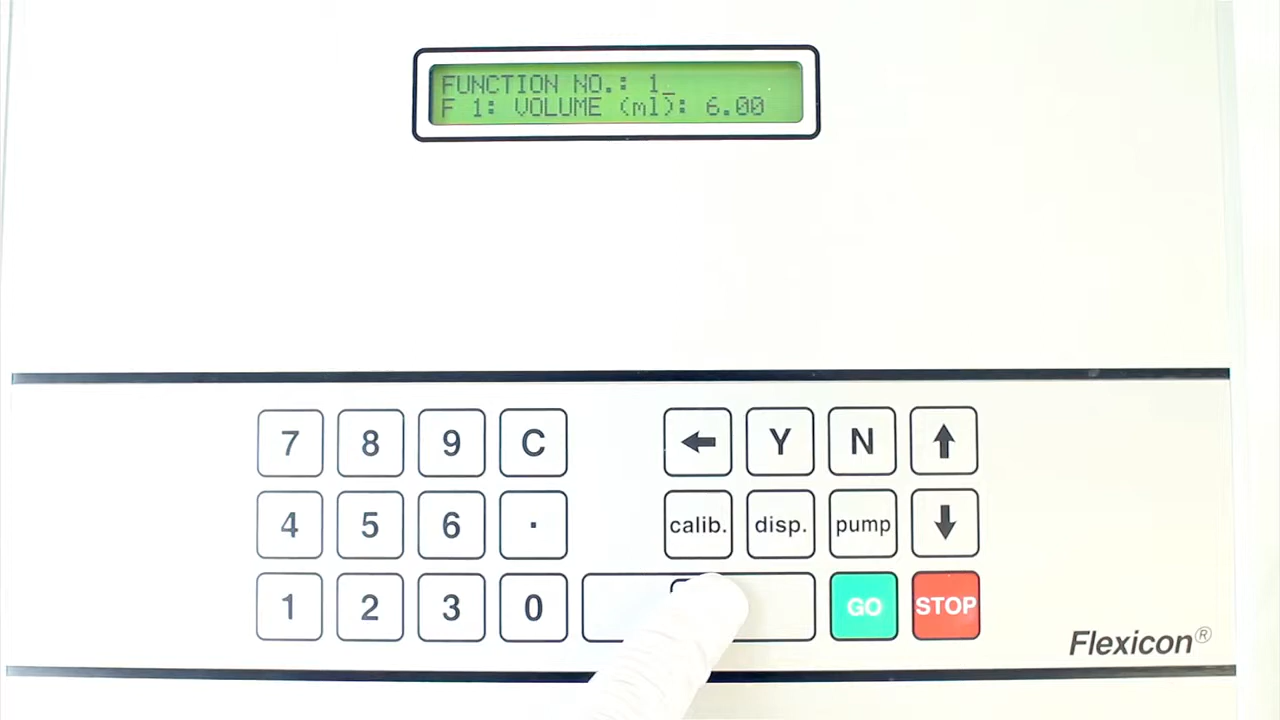 FUNCTION NO.: 1_
F 1: VOLUME (ml): 6.00
7 8 9 C ← Y N ↑
4 5 6 . calib. disp. pump ↓
1 2 3 0 GO STOP
Flexicon®